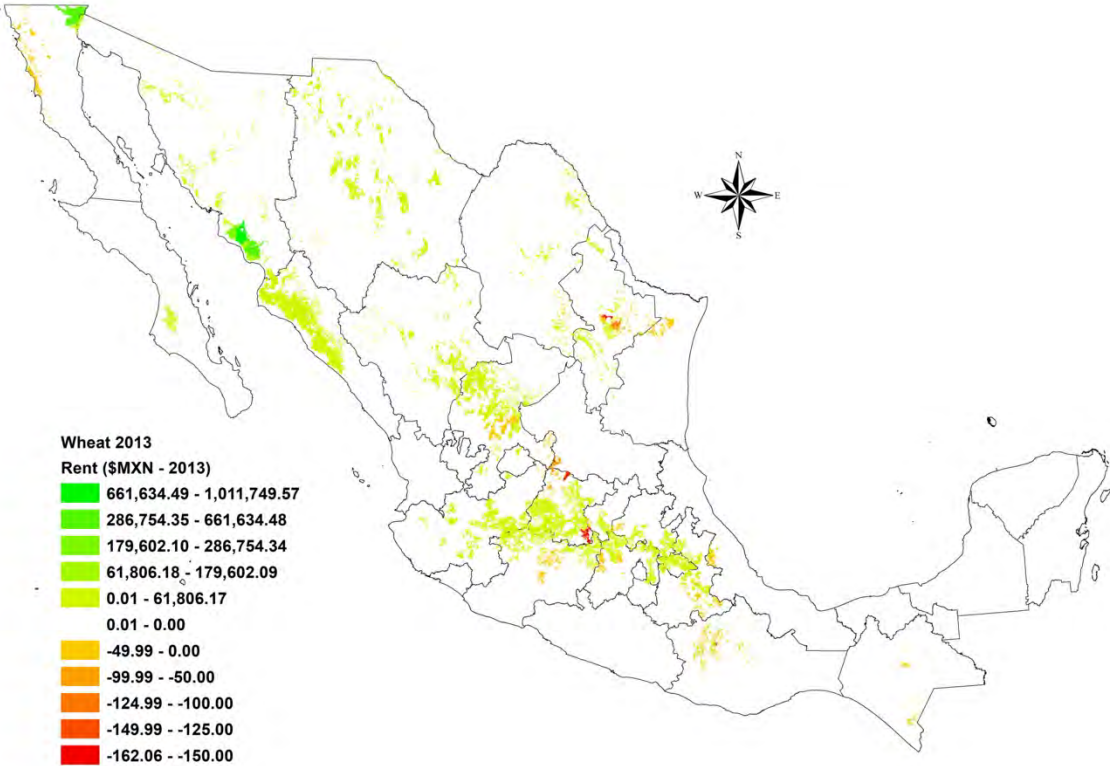 N
W E
S
Wheat 2013
Rent ($MXN - 2013)
661,634.49 - 1,011,749.57
286,754.35 - 661,634.48
179,602.10 - 286,754.34
61,806.18 - 179,602.09
0.01 - 61,806.17
0.01 - 0.00
-49.99 - 0.00
-99.99 - -50.00
-124.99 - -100.00
-149.99 - -125.00
-162.06 - -150.00